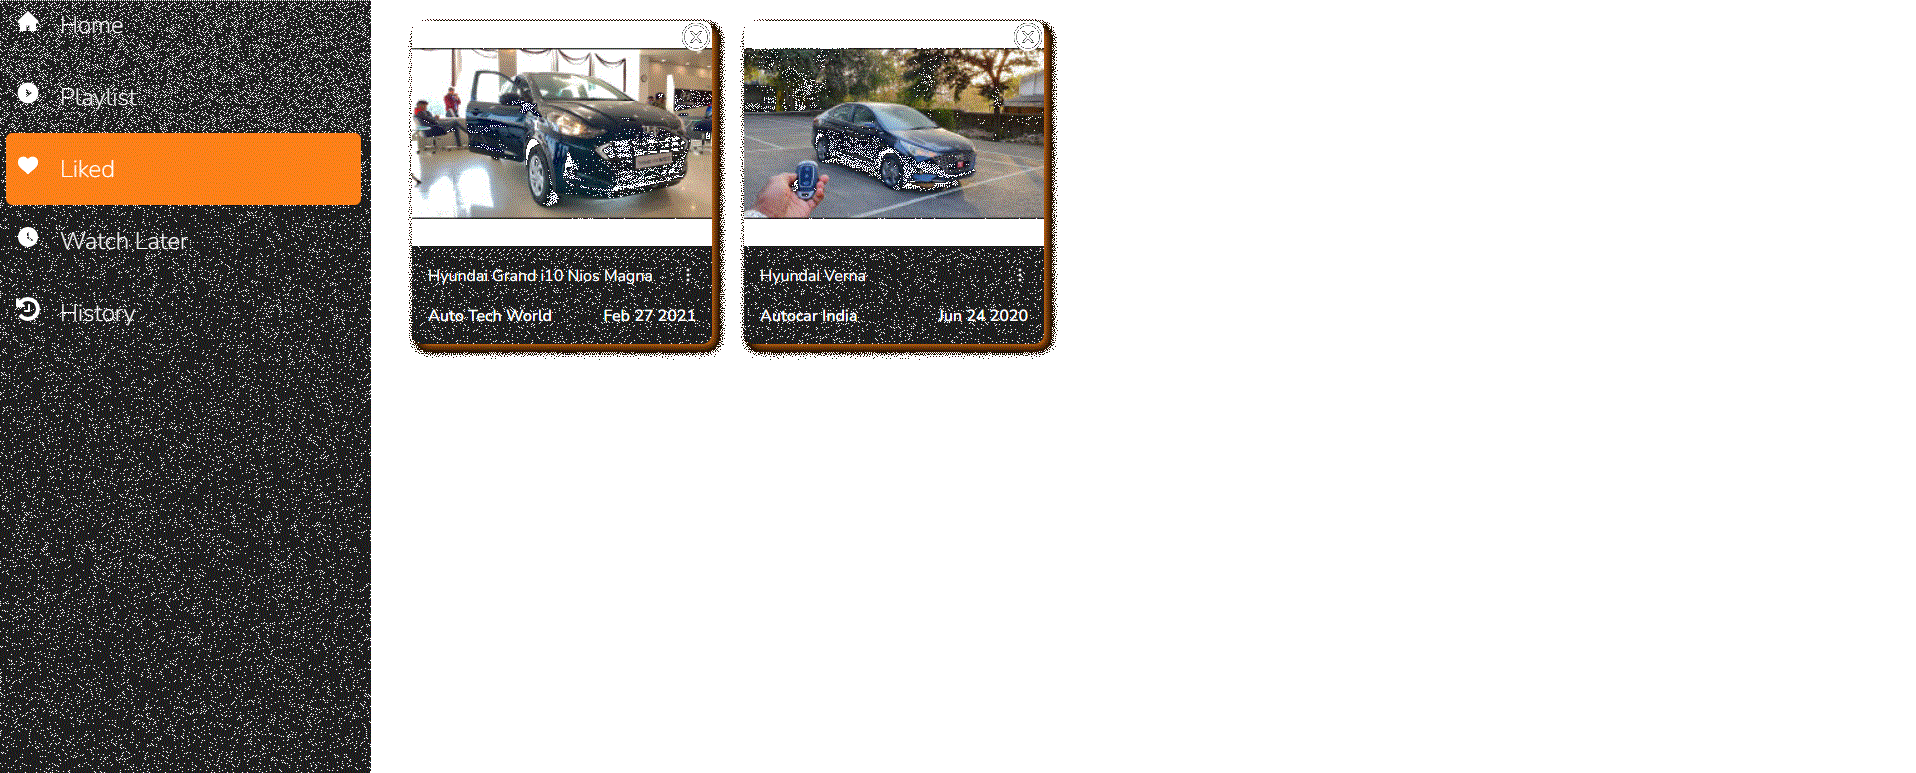 Home
Playlist
Liked
Watch Later
History
Hyundai Grand i10 Nios Magna
Auto Tech World Feb 27 2021
Hyundai Verna
Autocar India Jun 24 2020